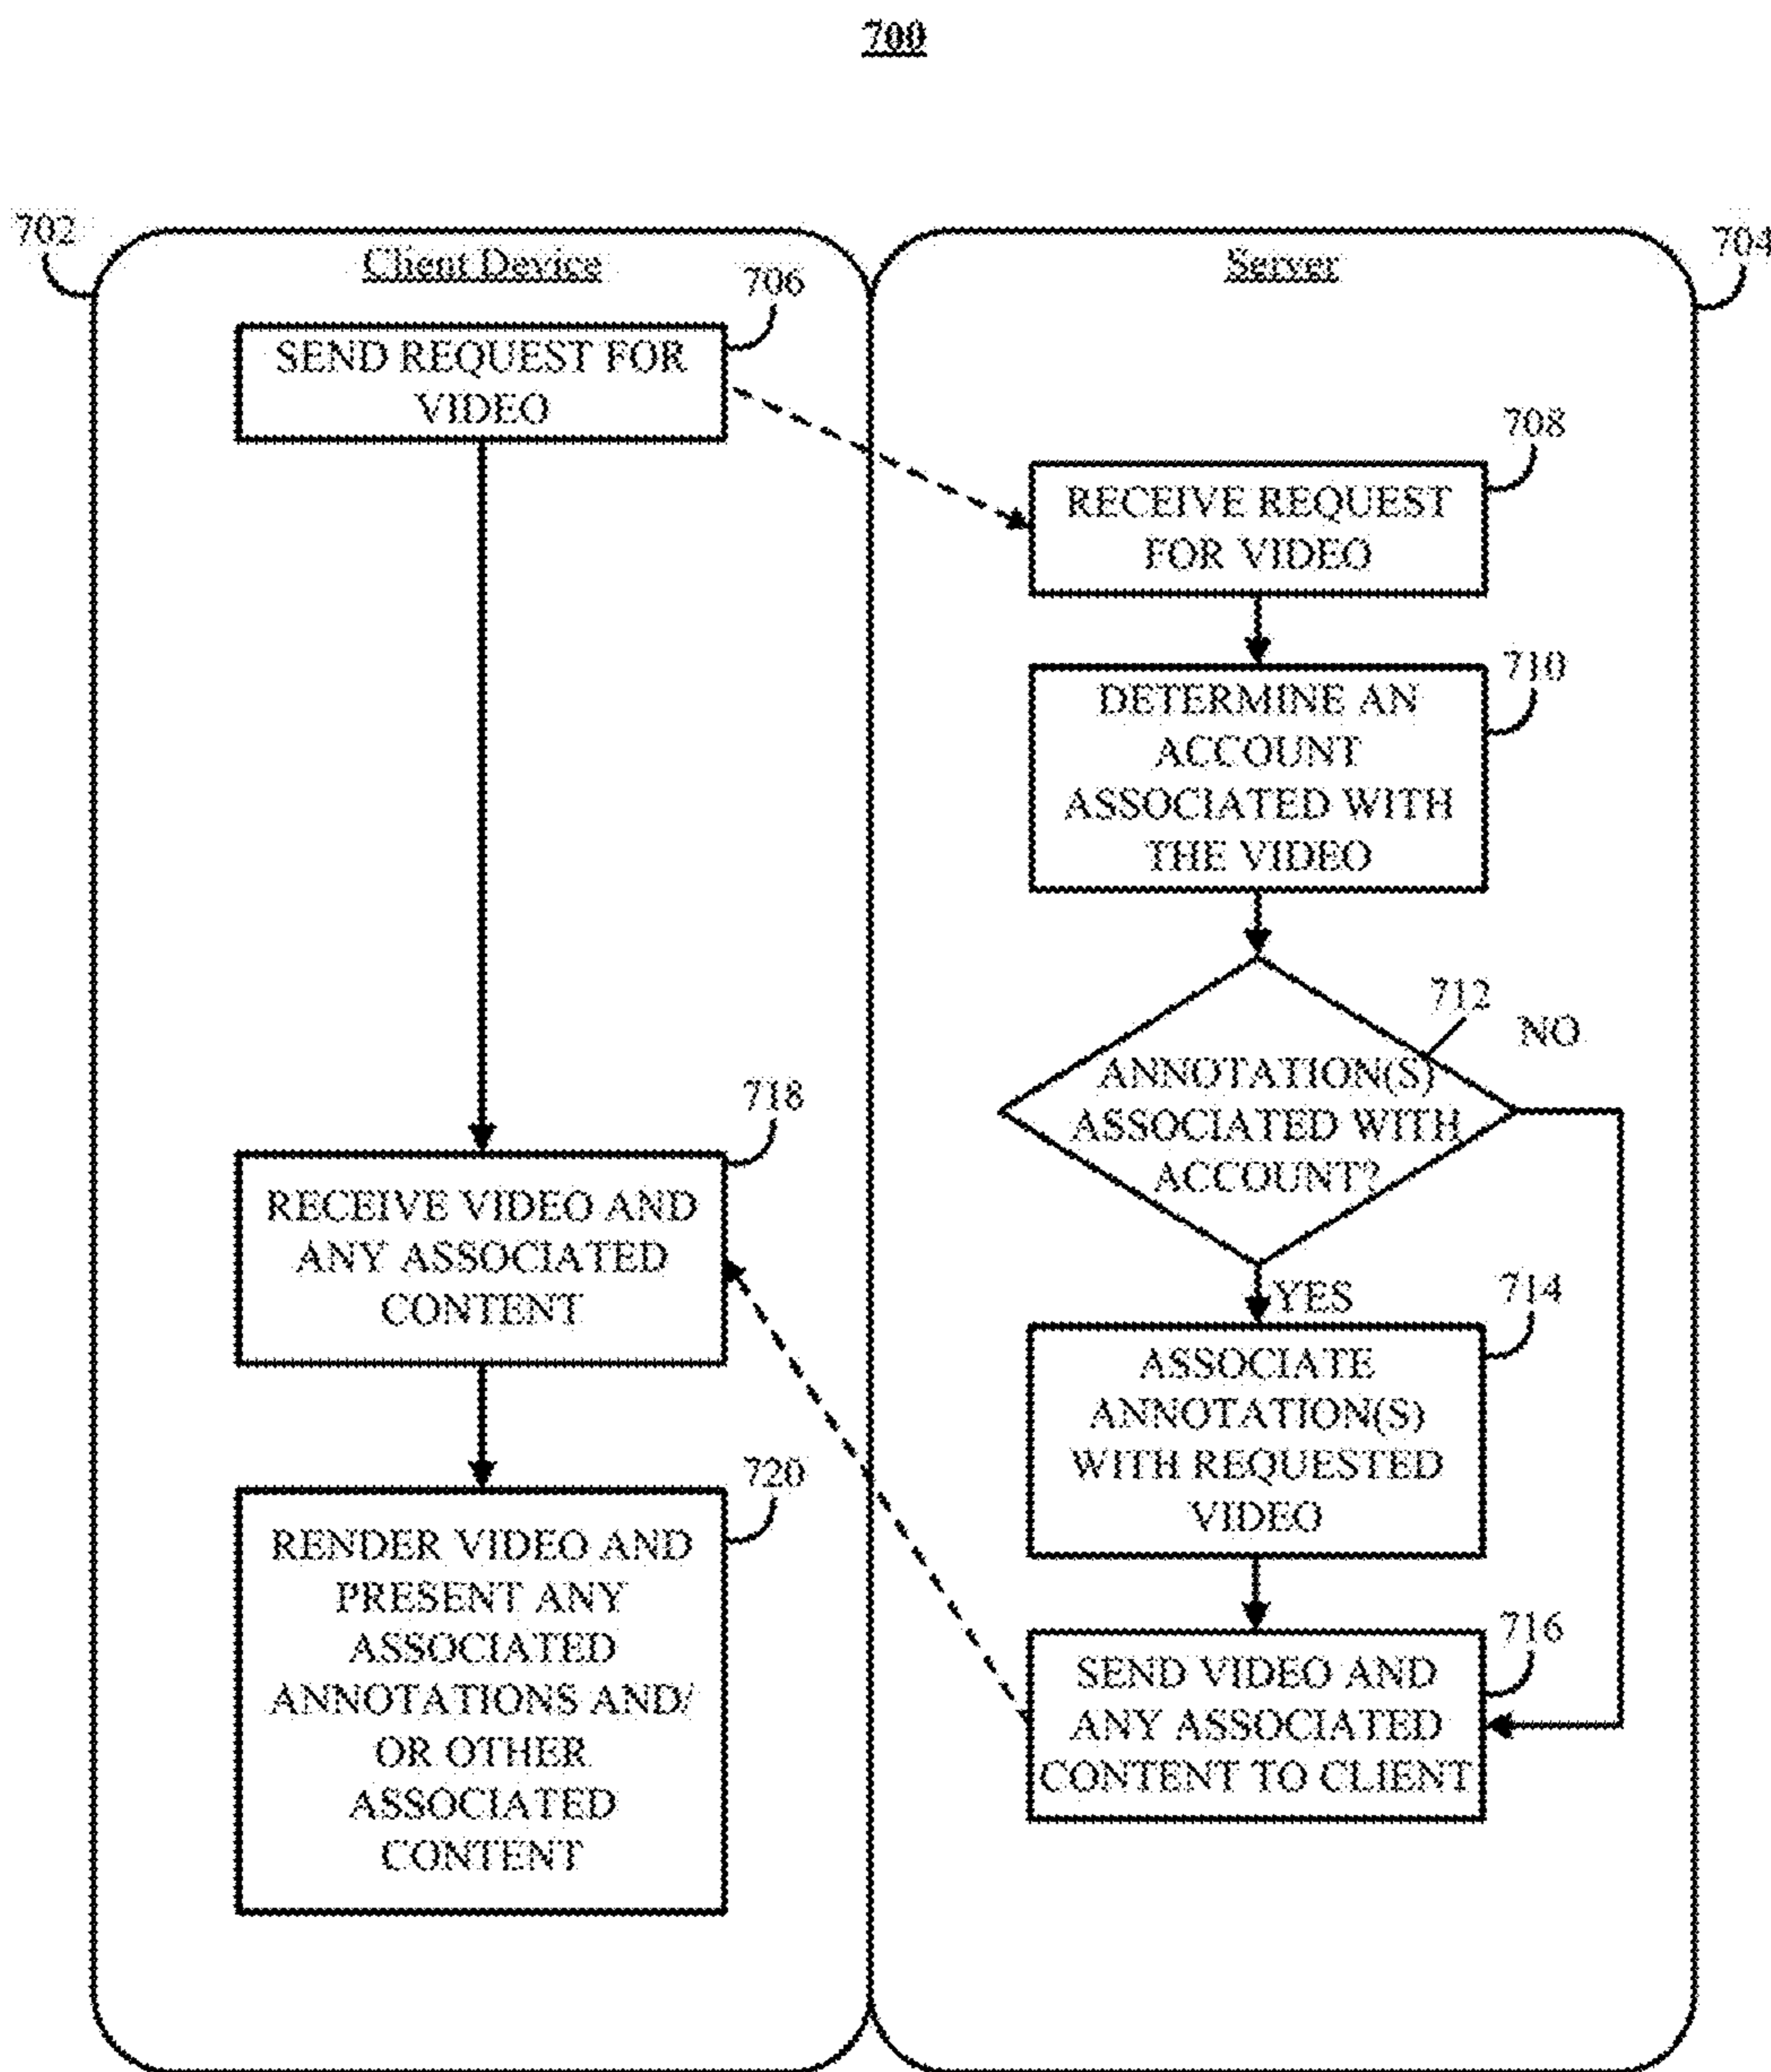 700
702
704
Client Device
Server
706
SEND REQUEST FOR
VIDEO
708
RECEIVE REQUEST
FOR VIDEO
710
DETERMINE AN
ACCOUNT
ASSOCIATED WITH
THE VIDEO
712
NO
ANNOTATION(S)
ASSOCIATED WITH
ACCOUNT?
YES
714
ASSOCIATE
ANNOTATION(S)
WITH REQUESTED
VIDEO
716
SEND VIDEO AND
ANY ASSOCIATED
CONTENT TO CLIENT
718
RECEIVE VIDEO AND
ANY ASSOCIATED
CONTENT
720
RENDER VIDEO AND
PRESENT ANY
ASSOCIATED
ANNOTATIONS AND/
OR OTHER
ASSOCIATED
CONTENT